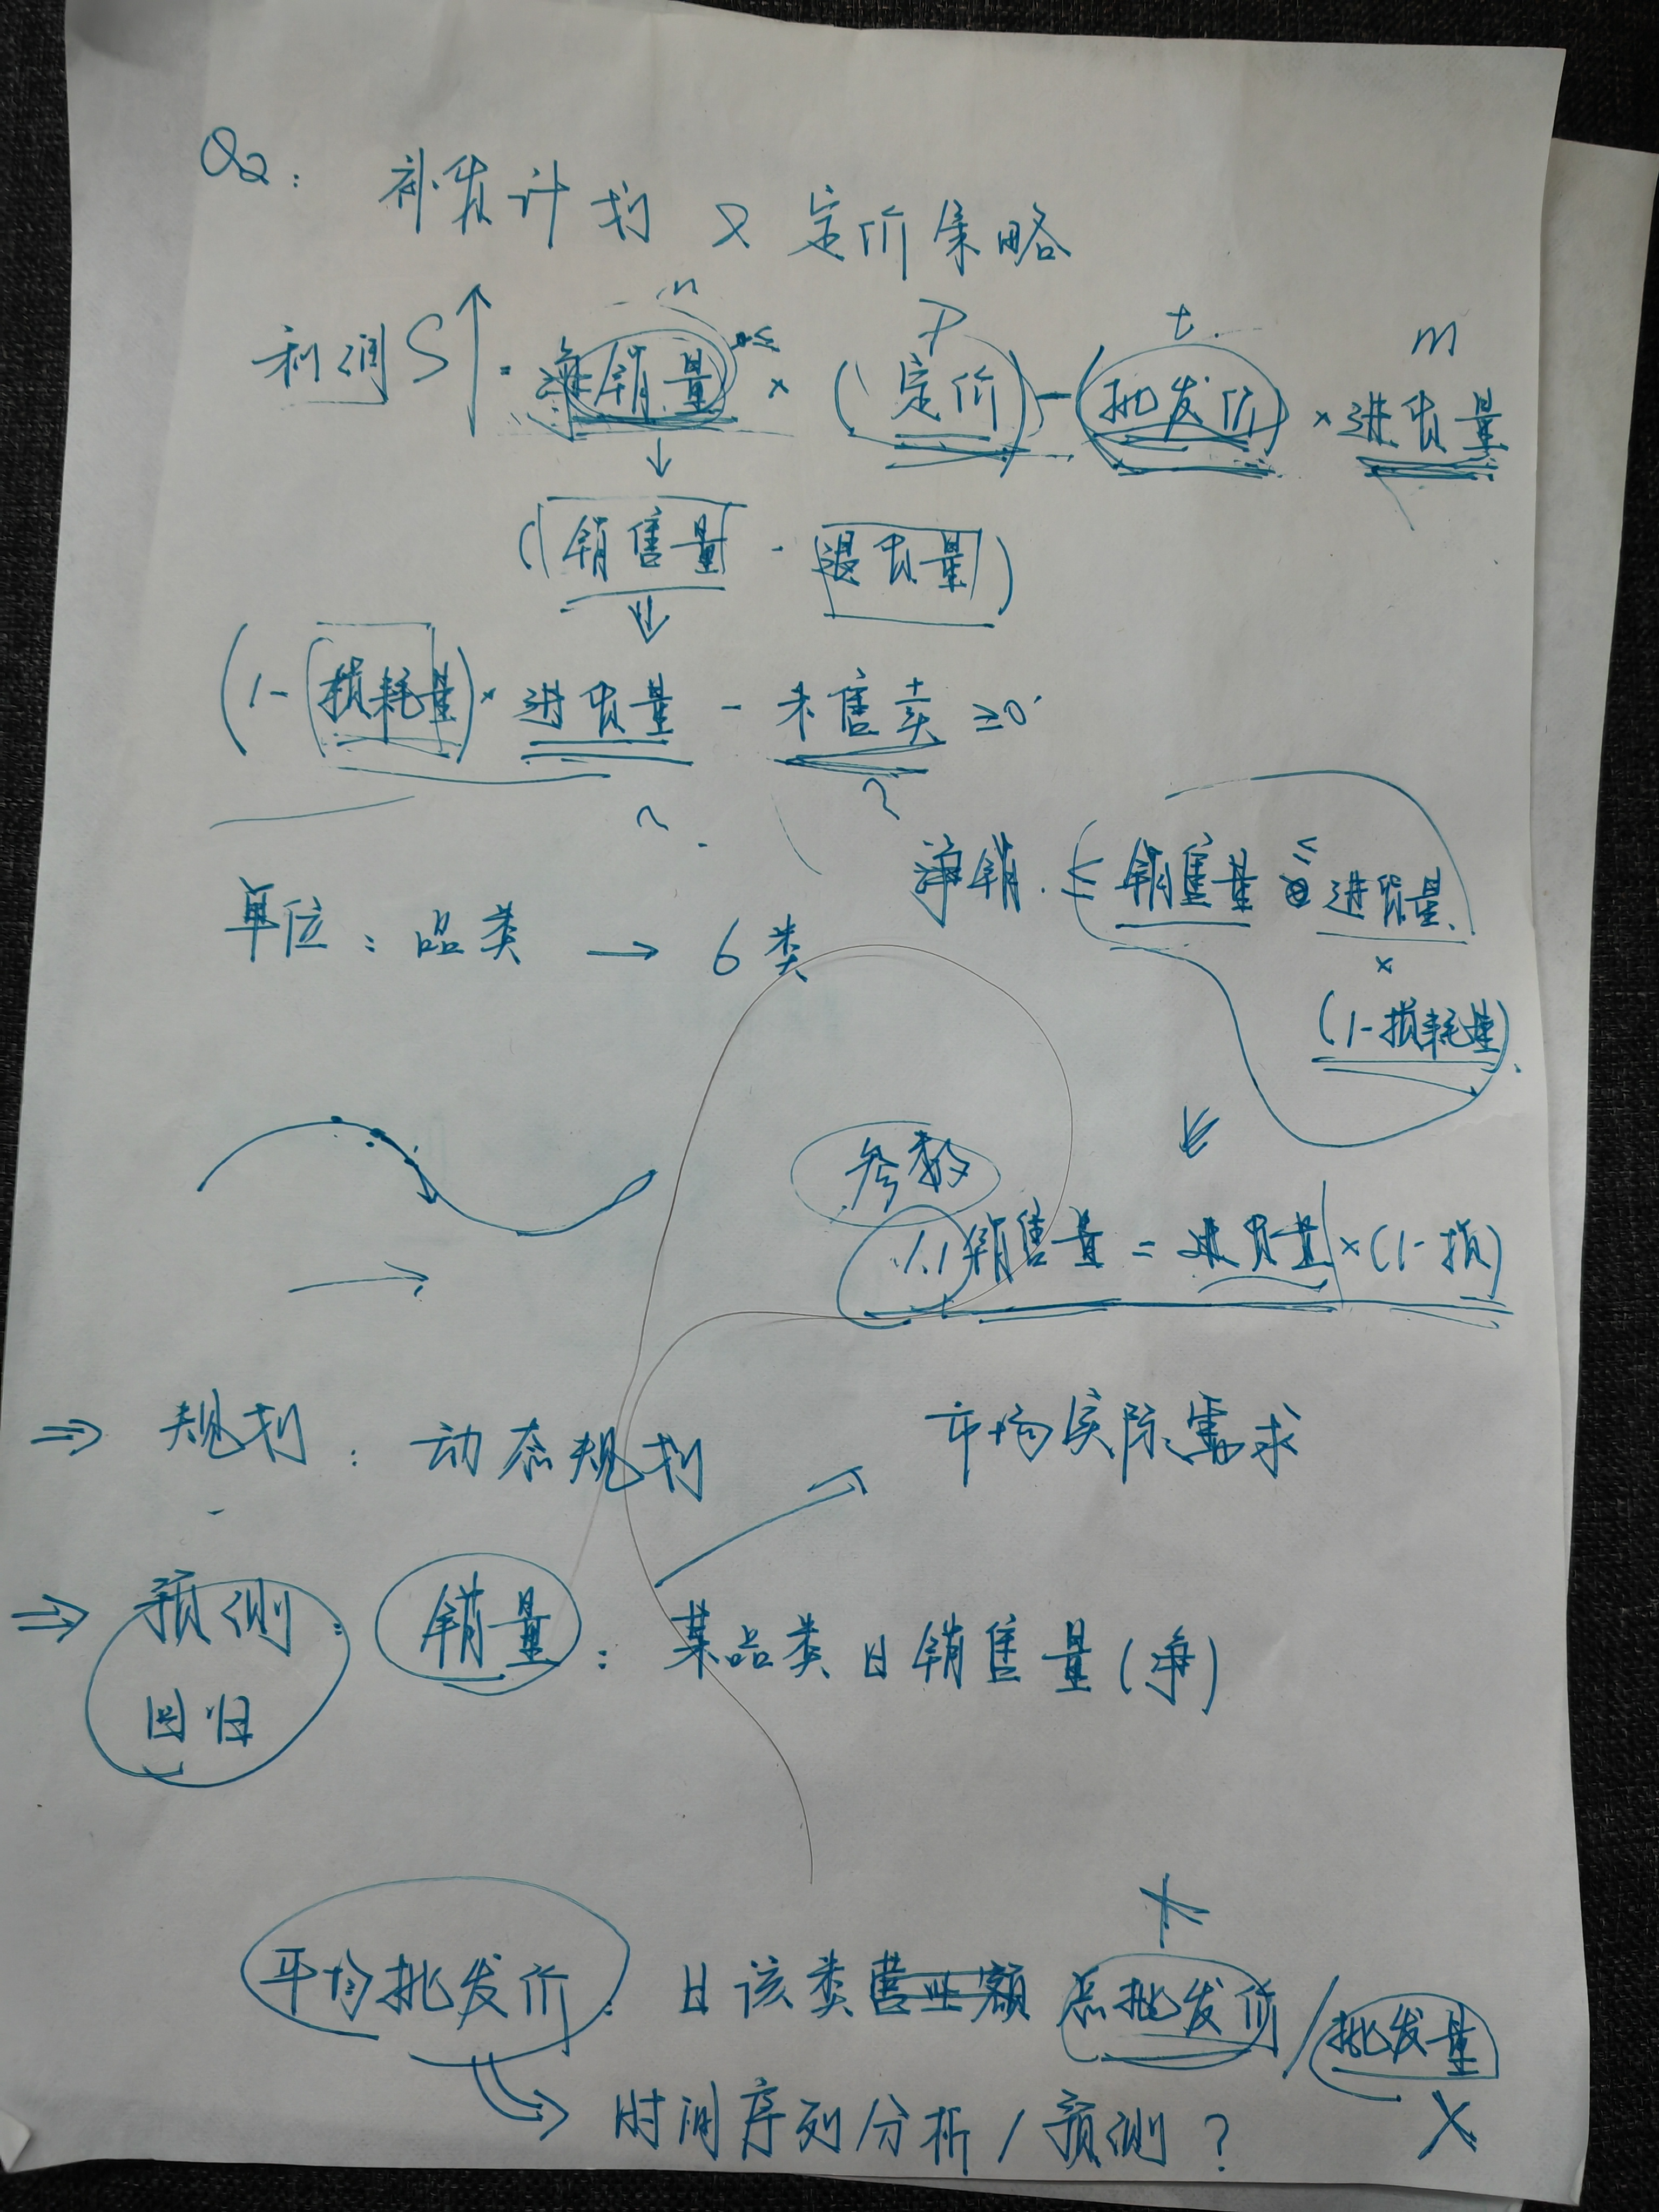 Q2: 补货计划 × 定价策略
n P t m
利润 S↑ = 净销量 × (定价) - (批发价) × 进货量
↓
(销售量 - 退货量)
⇓
(1 - 损耗量) × 进货量 - 未售卖 ≥ 0
? ?
净销 ≤ 销售量 ≤ 进货量
×
(1-损耗量)
单位: 品类 → 6类
参数
1.1 销售量 = 进货量 × (1-损)
⇒ 规划: 动态规划
市场实际需求
⇒ 预测: 销量: 某品类日销售量(净)
回归
平均批发价: 日该类营业额 总批发价 / 批发量
⇒ 时间序列分析 / 预测?